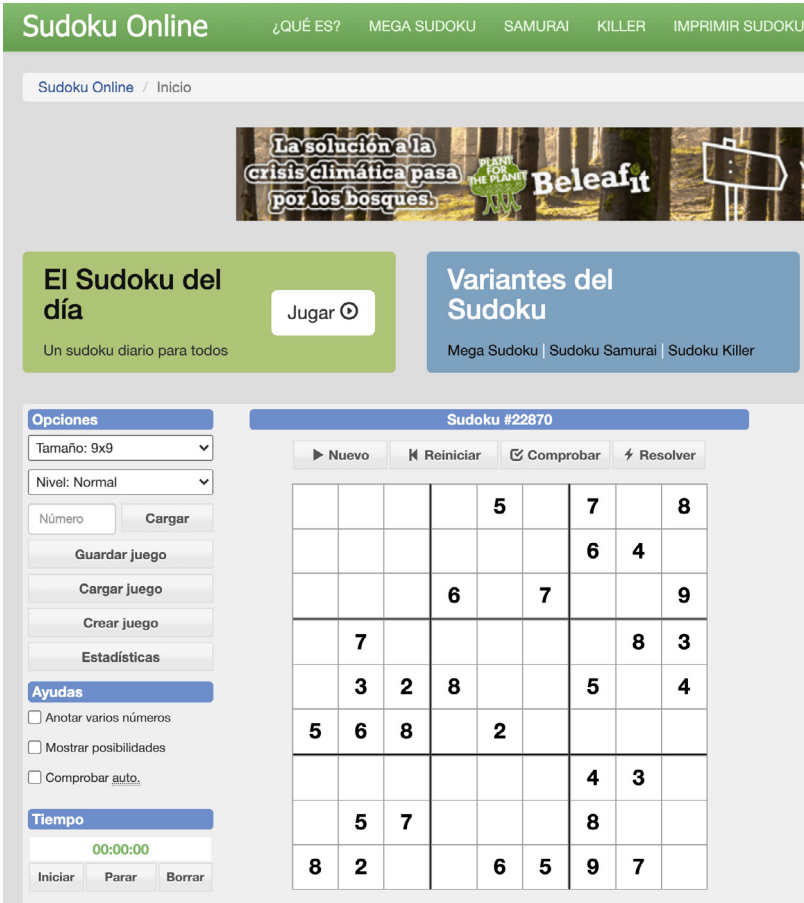 Sudoku Online ¿QUÉ ES? MEGA SUDOKU SAMURAI KILLER IMPRIMIR SUDOKU
Sudoku Online / Inicio
La solución a la
crisis climática pasa
por los bosques.
PLANT
FOR
THE PLANET
Beleafit
El Sudoku del
día
Jugar
Un sudoku diario para todos
Variantes del
Sudoku
Mega Sudoku | Sudoku Samurai | Sudoku Killer
Opciones
Tamaño: 9x9
Nivel: Normal
Número Cargar
Guardar juego
Cargar juego
Crear juego
Estadísticas
Ayudas
Anotar varios números
Mostrar posibilidades
Comprobar auto.
Tiempo
00:00:00
Iniciar Parar Borrar
Sudoku #22870
Nuevo Reiniciar Comprobar Resolver
5 7 8
6 4
6 7 9
7 8 3
3 2 8 5 4
5 6 8 2
4 3
5 7 8
8 2 6 5 9 7